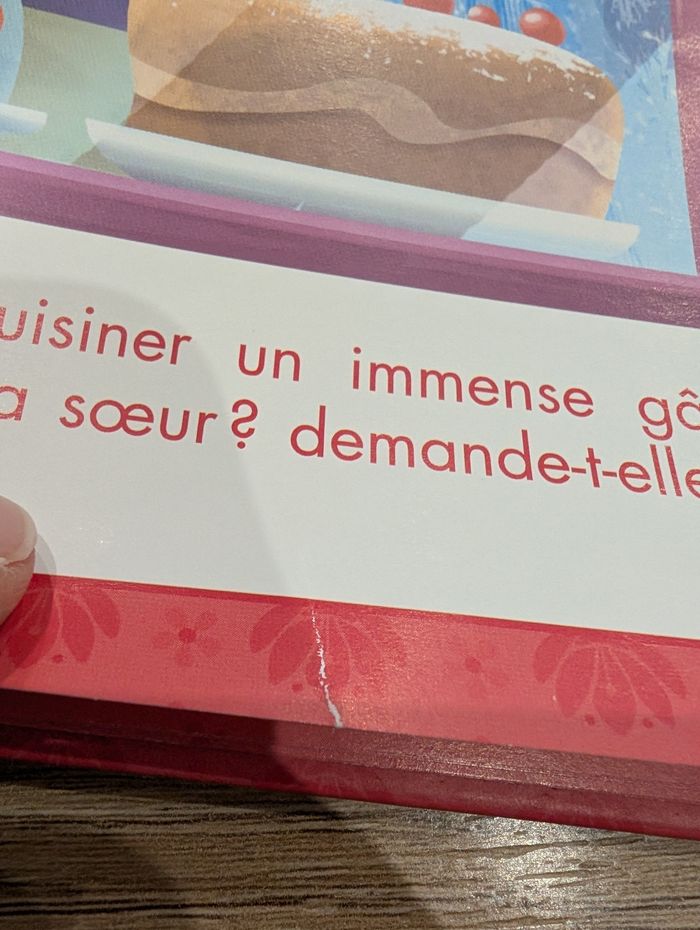 uisiner un immense gâ
a sœur? demande-t-elle